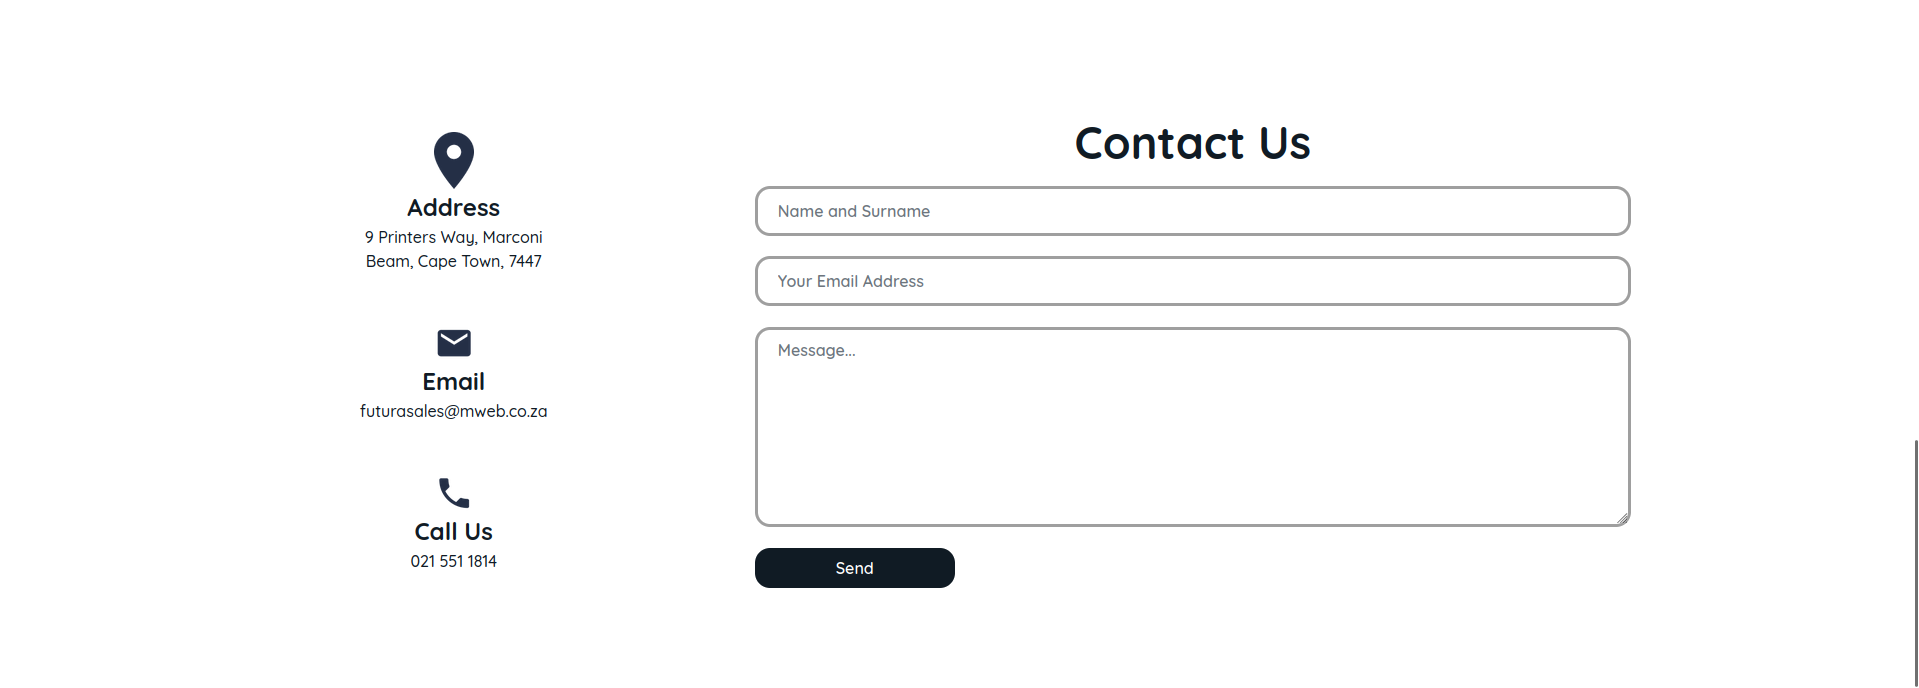 Address
9 Printers Way, Marconi
Beam, Cape Town, 7447
Email
futurasales@mweb.co.za
Call Us
021 551 1814
Contact Us
Name and Surname
Your Email Address
Message...
Send